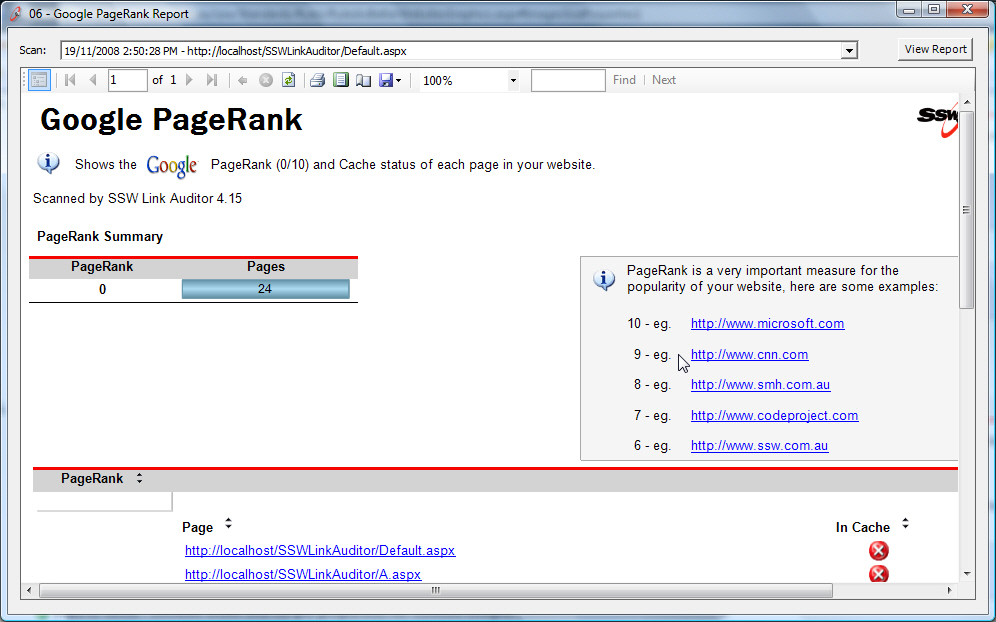 06 - Google PageRank Report
Scan: 19/11/2008 2:50:28 PM - http://localhost/SSWLinkAuditor/Default.aspx View Report
1 of 1 100% Find | Next
Google PageRank
SSW
Shows the Google PageRank (0/10) and Cache status of each page in your website.
Scanned by SSW Link Auditor 4.15
PageRank Summary
PageRank Pages
0 24
PageRank is a very important measure for the
popularity of your website, here are some examples:
10 - eg. http://www.microsoft.com
9 - eg. http://www.cnn.com
8 - eg. http://www.smh.com.au
7 - eg. http://www.codeproject.com
6 - eg. http://www.ssw.com.au
PageRank
Page In Cache
http://localhost/SSWLinkAuditor/Default.aspx
http://localhost/SSWLinkAuditor/A.aspx